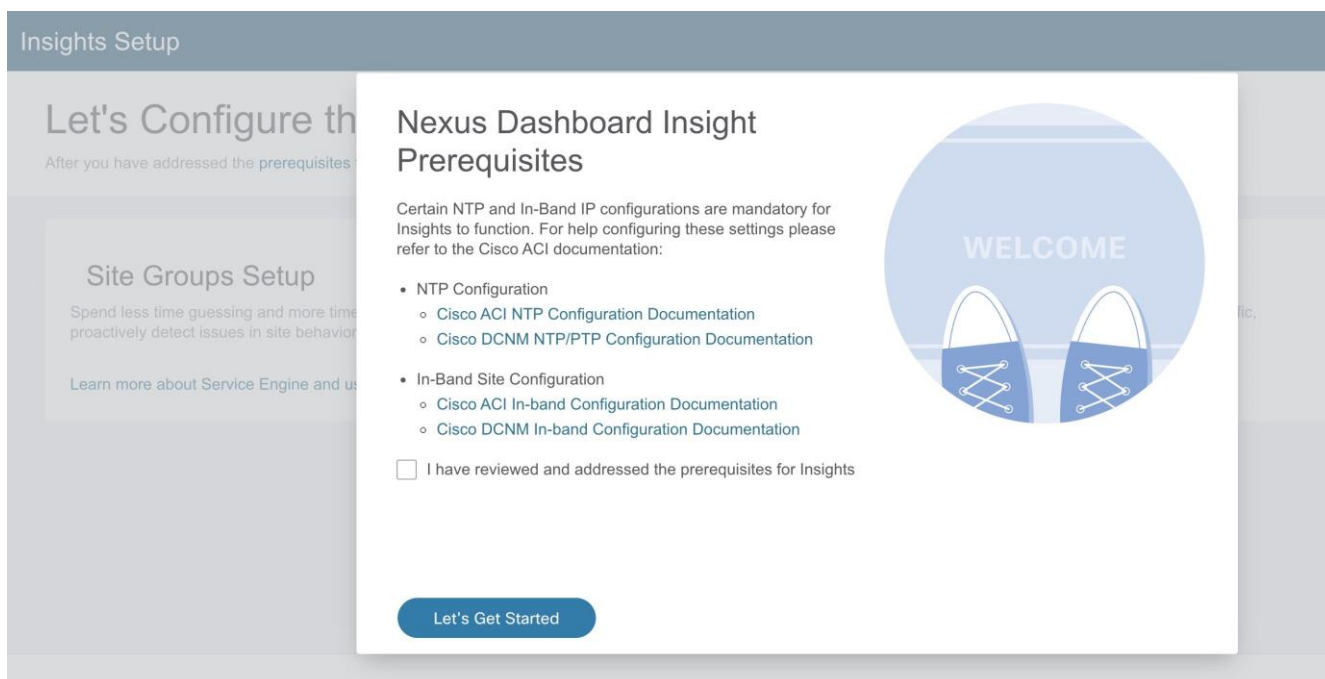 Insights Setup
Let's Configure th
After you have addressed the prerequisites
Site Groups Setup
Spend less time guessing and more time
proactively detect issues in site behavior
Learn more about Service Engine and us
Nexus Dashboard Insight
Prerequisites
Certain NTP and In-Band IP configurations are mandatory for
Insights to function. For help configuring these settings please
refer to the Cisco ACI documentation:
• NTP Configuration
◦ Cisco ACI NTP Configuration Documentation
◦ Cisco DCNM NTP/PTP Configuration Documentation
• In-Band Site Configuration
◦ Cisco ACI In-band Configuration Documentation
◦ Cisco DCNM In-band Configuration Documentation
I have reviewed and addressed the prerequisites for Insights
Let's Get Started
WELCOME
fic,